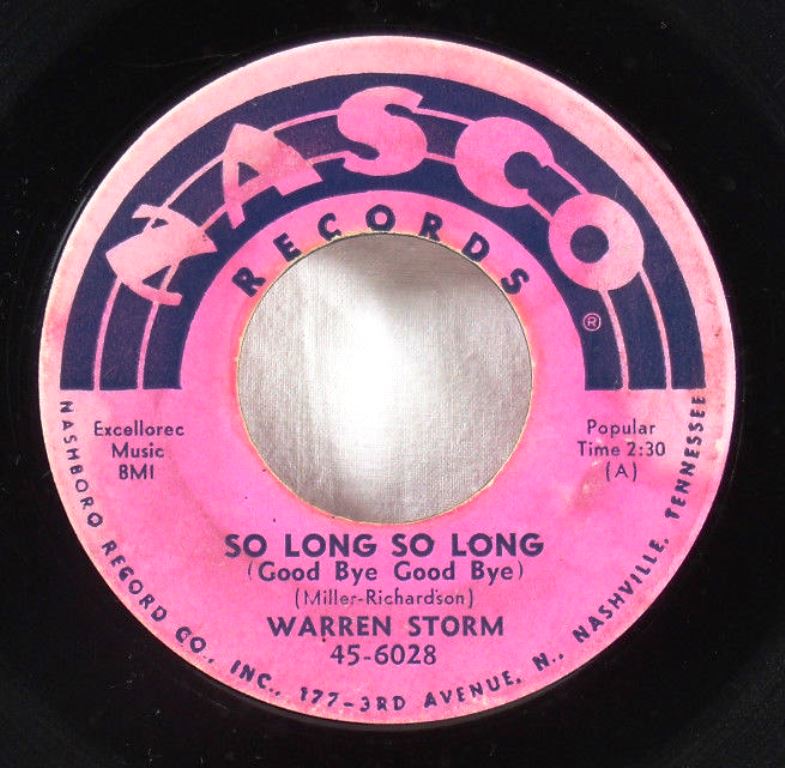 NASCO
RECORDS
®
Excellorec
Music
BMI
Popular
Time 2:30
(A)
SO LONG SO LONG
(Good Bye Good Bye)
(Miller-Richardson)
WARREN STORM
45-6028
NASHBORO RECORD CO., INC., 177-3RD AVENUE, N., NASHVILLE, TENNESSEE